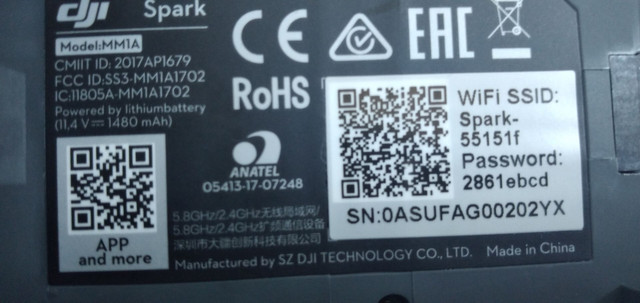 dji Spark
Model:MM1A
CMIIT ID: 2017AP1679
FCC ID:SS3-MM1A1702
IC:11805A-MM1A1702
Powered by lithiumbattery
(11,4 V ⎓ 1480 mAh)
APP
and more
CE
EAC
RoHS
ANATEL
05413-17-07248
5.8GHz/2.4GHz无线局域网/
5.8GHz/2.4GHz扩频通信设备
深圳市大疆创新科技有限公司
WiFi SSID:
Spark-
55151f
Password:
2861ebcd
SN:0ASUFAG00202YX
Manufactured by SZ DJI TECHNOLOGY CO., LTD. Made in China